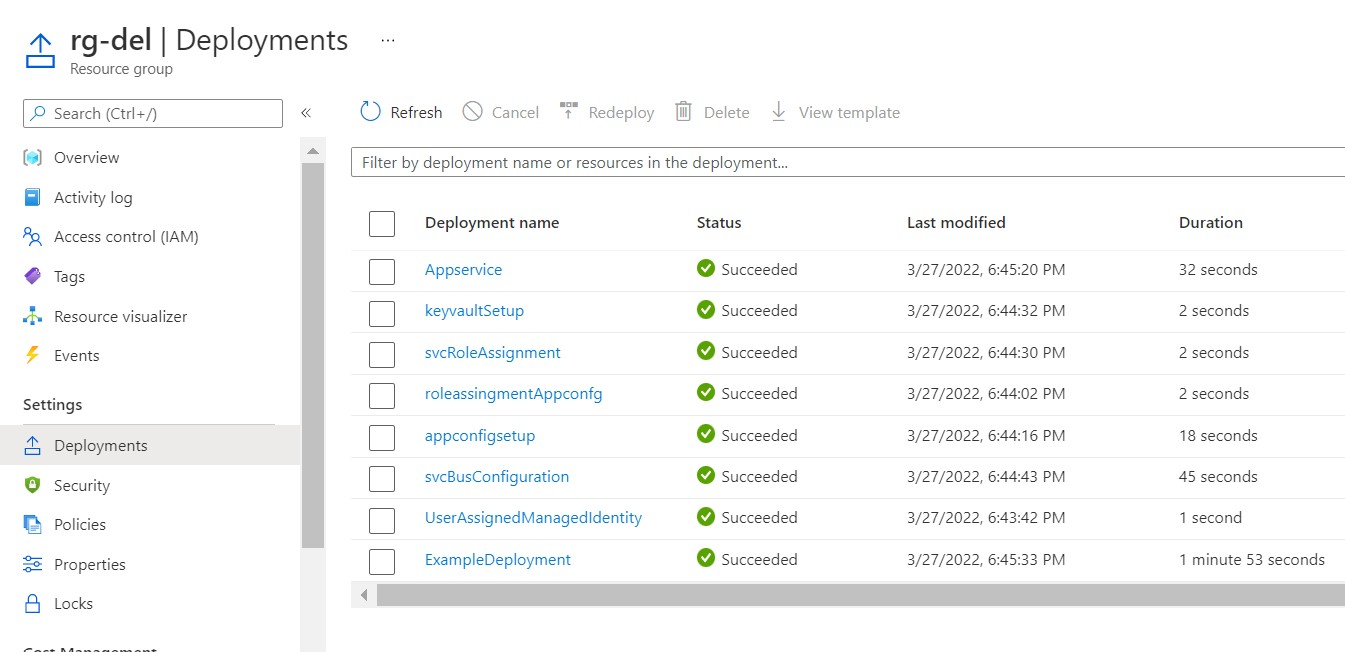 rg-del | Deployments ...
Resource group
Search (Ctrl+/)
«
Refresh Cancel Redeploy Delete View template
Overview
Activity log
Access control (IAM)
Tags
Resource visualizer
Events
Settings
Deployments
Security
Policies
Properties
Locks
Cost Management
Filter by deployment name or resources in the deployment...
Deployment name Status Last modified Duration
Appservice Succeeded 3/27/2022, 6:45:20 PM 32 seconds
keyvaultSetup Succeeded 3/27/2022, 6:44:32 PM 2 seconds
svcRoleAssignment Succeeded 3/27/2022, 6:44:30 PM 2 seconds
roleassingmentAppconfg Succeeded 3/27/2022, 6:44:02 PM 2 seconds
appconfigsetup Succeeded 3/27/2022, 6:44:16 PM 18 seconds
svcBusConfiguration Succeeded 3/27/2022, 6:44:43 PM 45 seconds
UserAssignedManagedIdentity Succeeded 3/27/2022, 6:43:42 PM 1 second
ExampleDeployment Succeeded 3/27/2022, 6:45:33 PM 1 minute 53 seconds